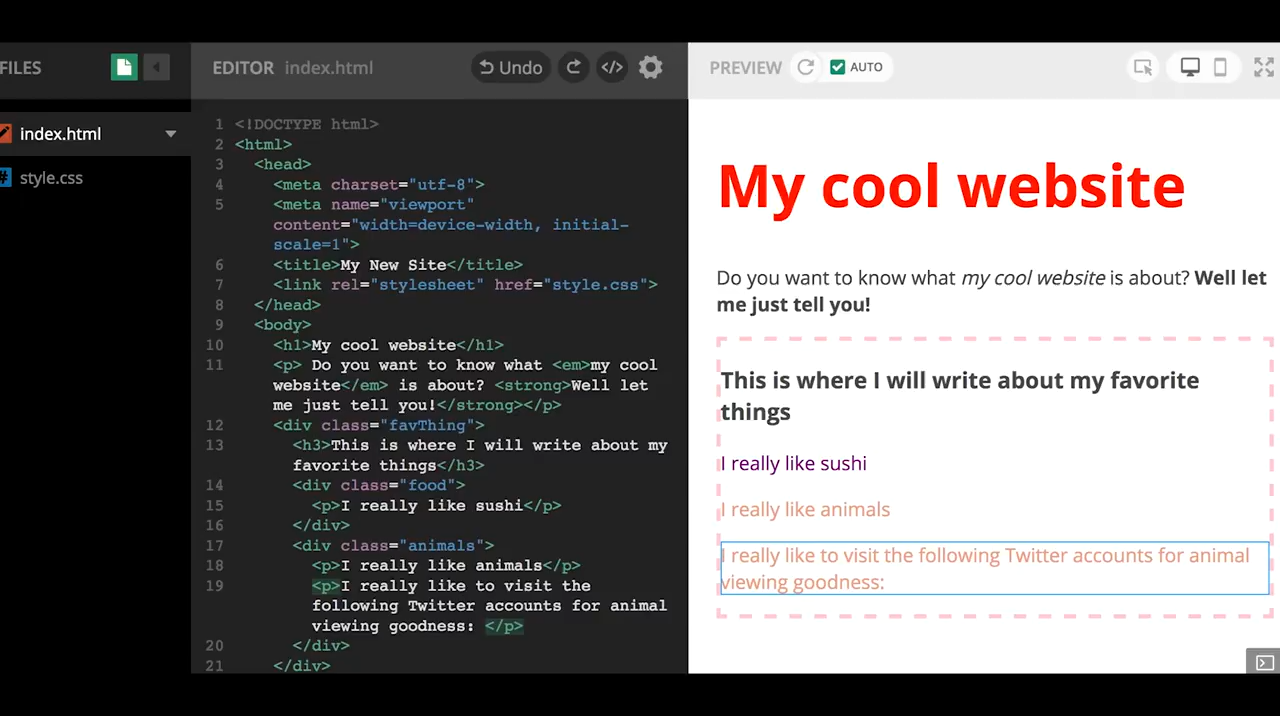 FILES
index.html
# style.css
EDITOR index.html
Undo
</>
1 <!DOCTYPE html>
2 <html>
3 <head>
4 <meta charset="utf-8">
5 <meta name="viewport"
content="width=device-width, initial-
scale=1">
6 <title>My New Site</title>
7 <link rel="stylesheet" href="style.css">
8 </head>
9 <body>
10 <h1>My cool website</h1>
11 <p> Do you want to know what <em>my cool
website</em> is about? <strong>Well let
me just tell you!</strong></p>
12 <div class="favThing">
13 <h3>This is where I will write about my
favorite things</h3>
14 <div class="food">
15 <p>I really like sushi</p>
16 </div>
17 <div class="animals">
18 <p>I really like animals</p>
19 <p>I really like to visit the
following Twitter accounts for animal
viewing goodness: </p>
20 </div>
21 </div>
PREVIEW AUTO
My cool website
Do you want to know what my cool website is about? Well let
me just tell you!
This is where I will write about my favorite
things
I really like sushi
I really like animals
I really like to visit the following Twitter accounts for animal
viewing goodness: